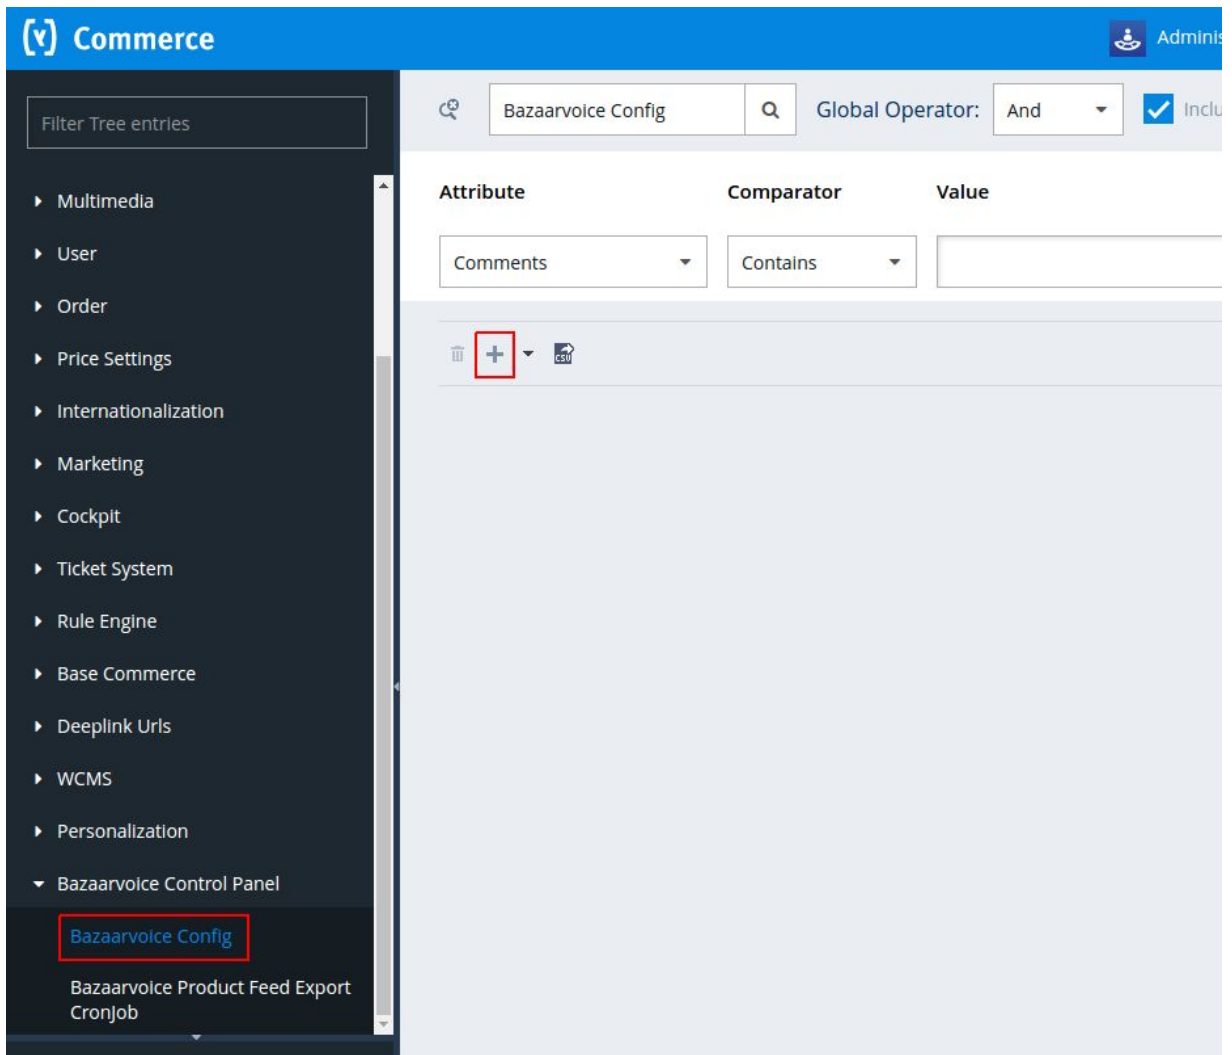 [y] Commerce
Adminis
Filter Tree entries
Bazaarvoice Config
Global Operator:
And
Inclu
Attribute
Comparator
Value
Comments
Contains
CSV
Multimedia
User
Order
Price Settings
Internationalization
Marketing
Cockpit
Ticket System
Rule Engine
Base Commerce
Deeplink Urls
WCMS
Personalization
Bazaarvoice Control Panel
Bazaarvoice Config
Bazaarvoice Product Feed Export
CronJob